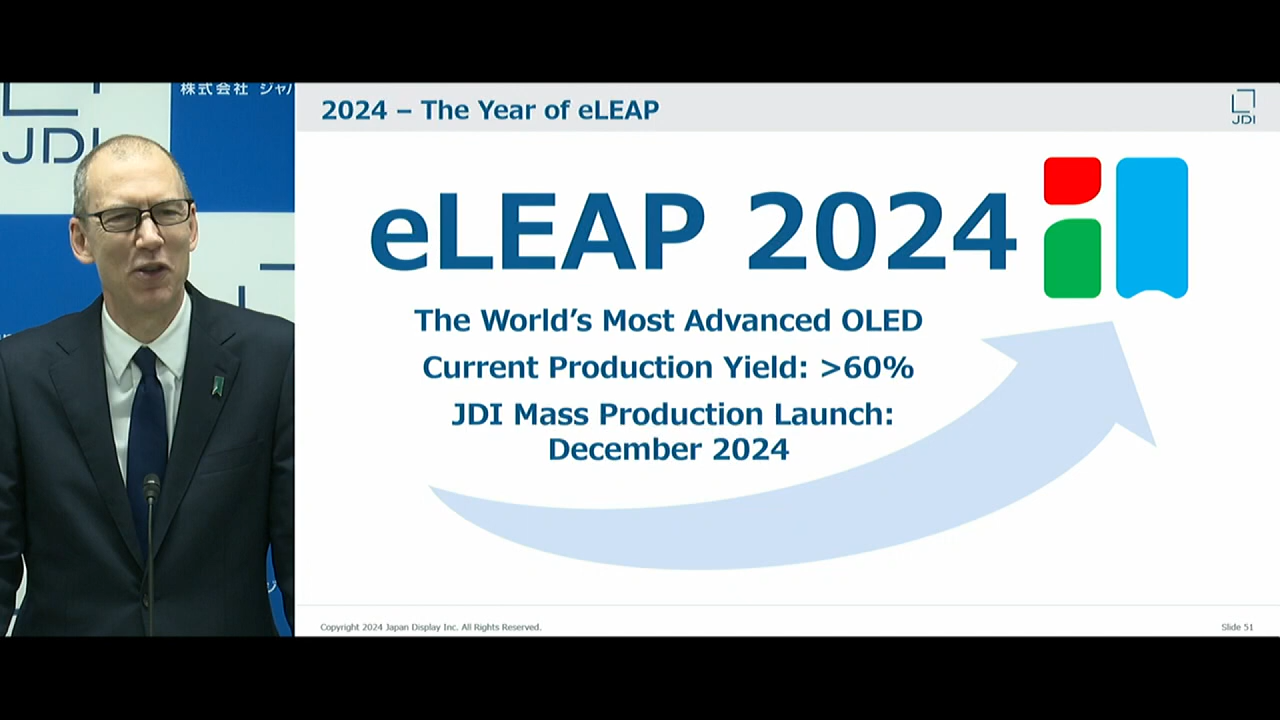 株式会社 ジャパ
JDI
2024 – The Year of eLEAP
JDI
eLEAP 2024
The World’s Most Advanced OLED
Current Production Yield: >60%
JDI Mass Production Launch:
December 2024
Copyright 2024 Japan Display Inc. All Rights Reserved.
Slide 51